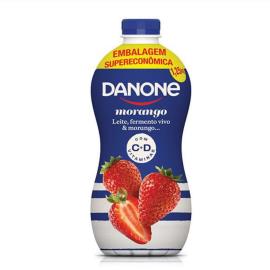 EMBALAGEM
SUPERECONÔMICA
1,25kg
DANONE
morango
Leite, fermento vivo
& morango...
COM
C+D
VITAMINAS